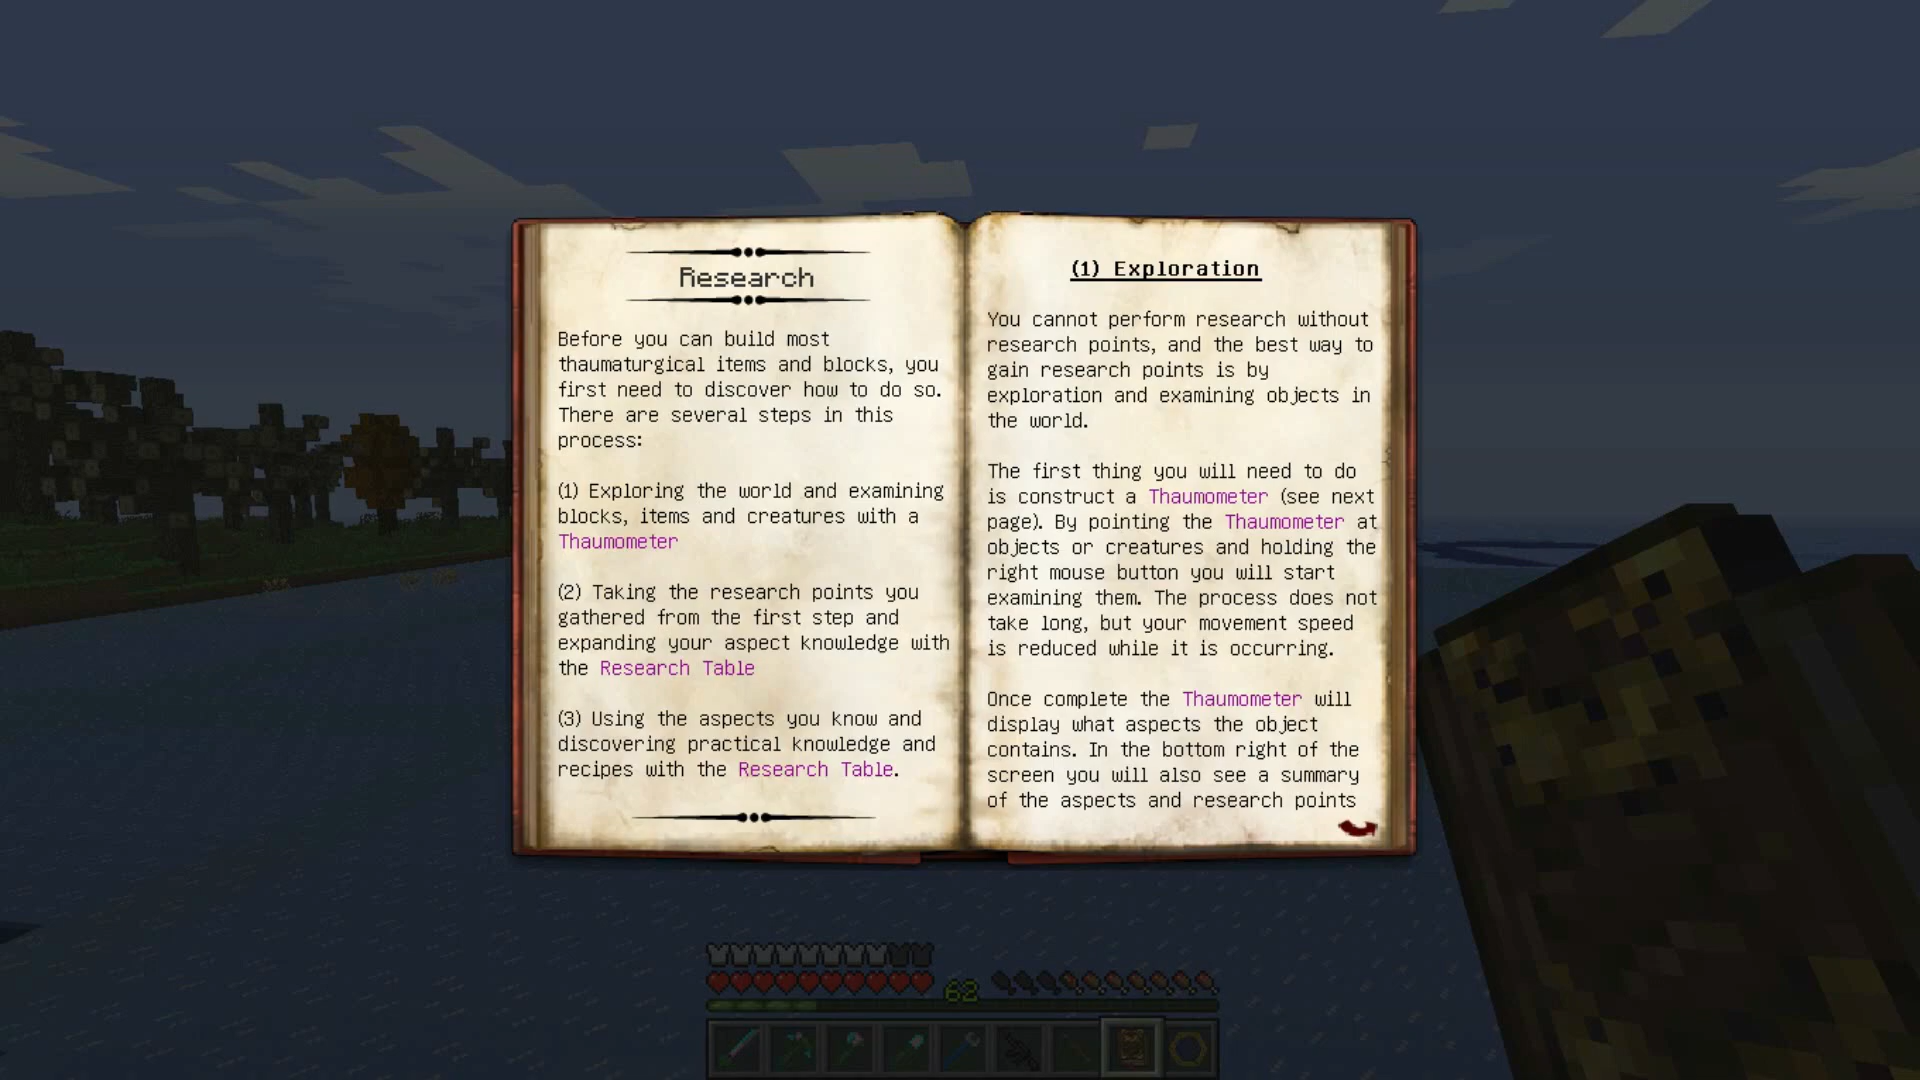 Research
Before you can build most
thaumaturgical items and blocks, you
first need to discover how to do so.
There are several steps in this
process:
(1) Exploring the world and examining
blocks, items and creatures with a
Thaumometer
(2) Taking the research points you
gathered from the first step and
expanding your aspect knowledge with
the Research Table
(3) Using the aspects you know and
discovering practical knowledge and
recipes with the Research Table.
(1) Exploration
You cannot perform research without
research points, and the best way to
gain research points is by
exploration and examining objects in
the world.
The first thing you will need to do
is construct a Thaumometer (see next
page). By pointing the Thaumometer at
objects or creatures and holding the
right mouse button you will start
examining them. The process does not
take long, but your movement speed
is reduced while it is occurring.
Once complete the Thaumometer will
display what aspects the object
contains. In the bottom right of the
screen you will also see a summary
of the aspects and research points
62